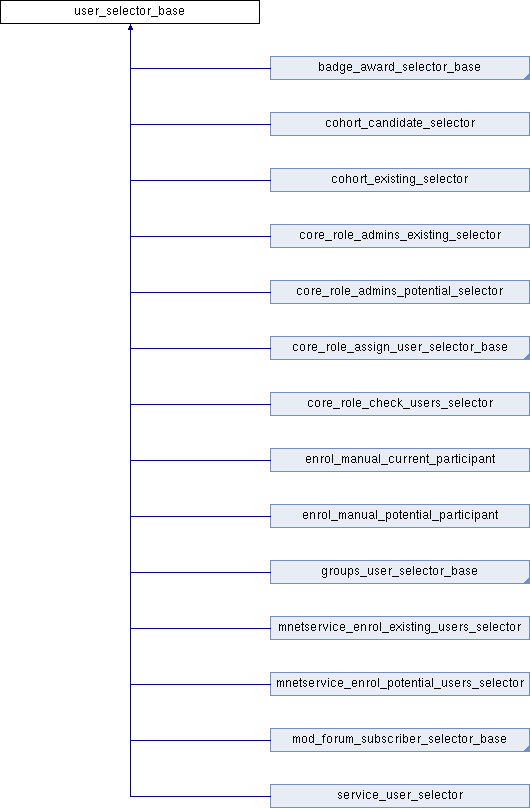 user_selector_base
badge_award_selector_base
cohort_candidate_selector
cohort_existing_selector
core_role_admins_existing_selector
core_role_admins_potential_selector
core_role_assign_user_selector_base
core_role_check_users_selector
enrol_manual_current_participant
enrol_manual_potential_participant
groups_user_selector_base
mnetservice_enrol_existing_users_selector
mnetservice_enrol_potential_users_selector
mod_forum_subscriber_selector_base
service_user_selector